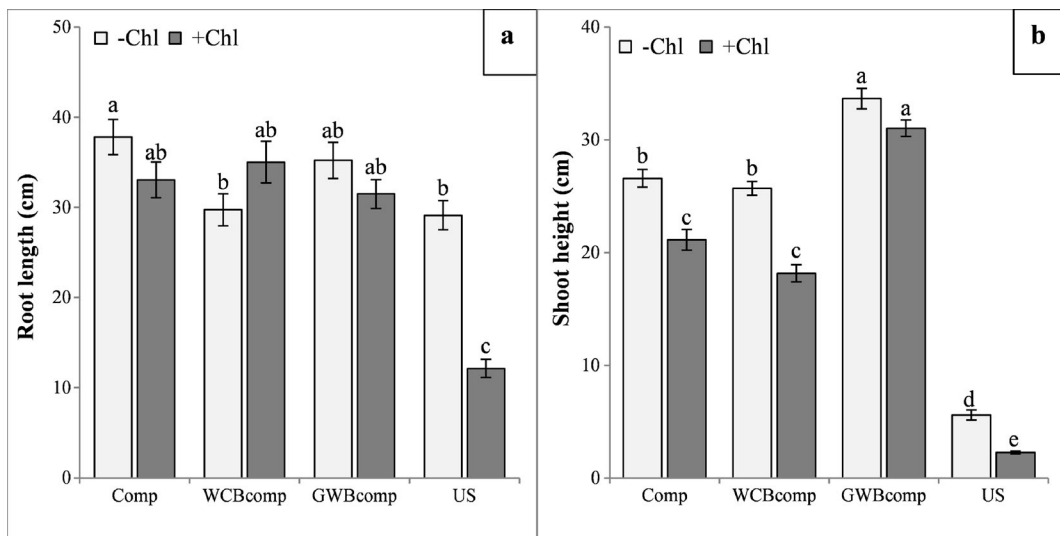 50
40
30
20
10
0
Root length (cm)
-Chl +Chl
a
a
ab
b
ab
ab
ab
b
c
Comp WCBcomp GWBcomp US
40
30
20
10
0
Shoot height (cm)
-Chl +Chl
b
b
c
b
c
a
a
d
e
Comp WCBcomp GWBcomp US